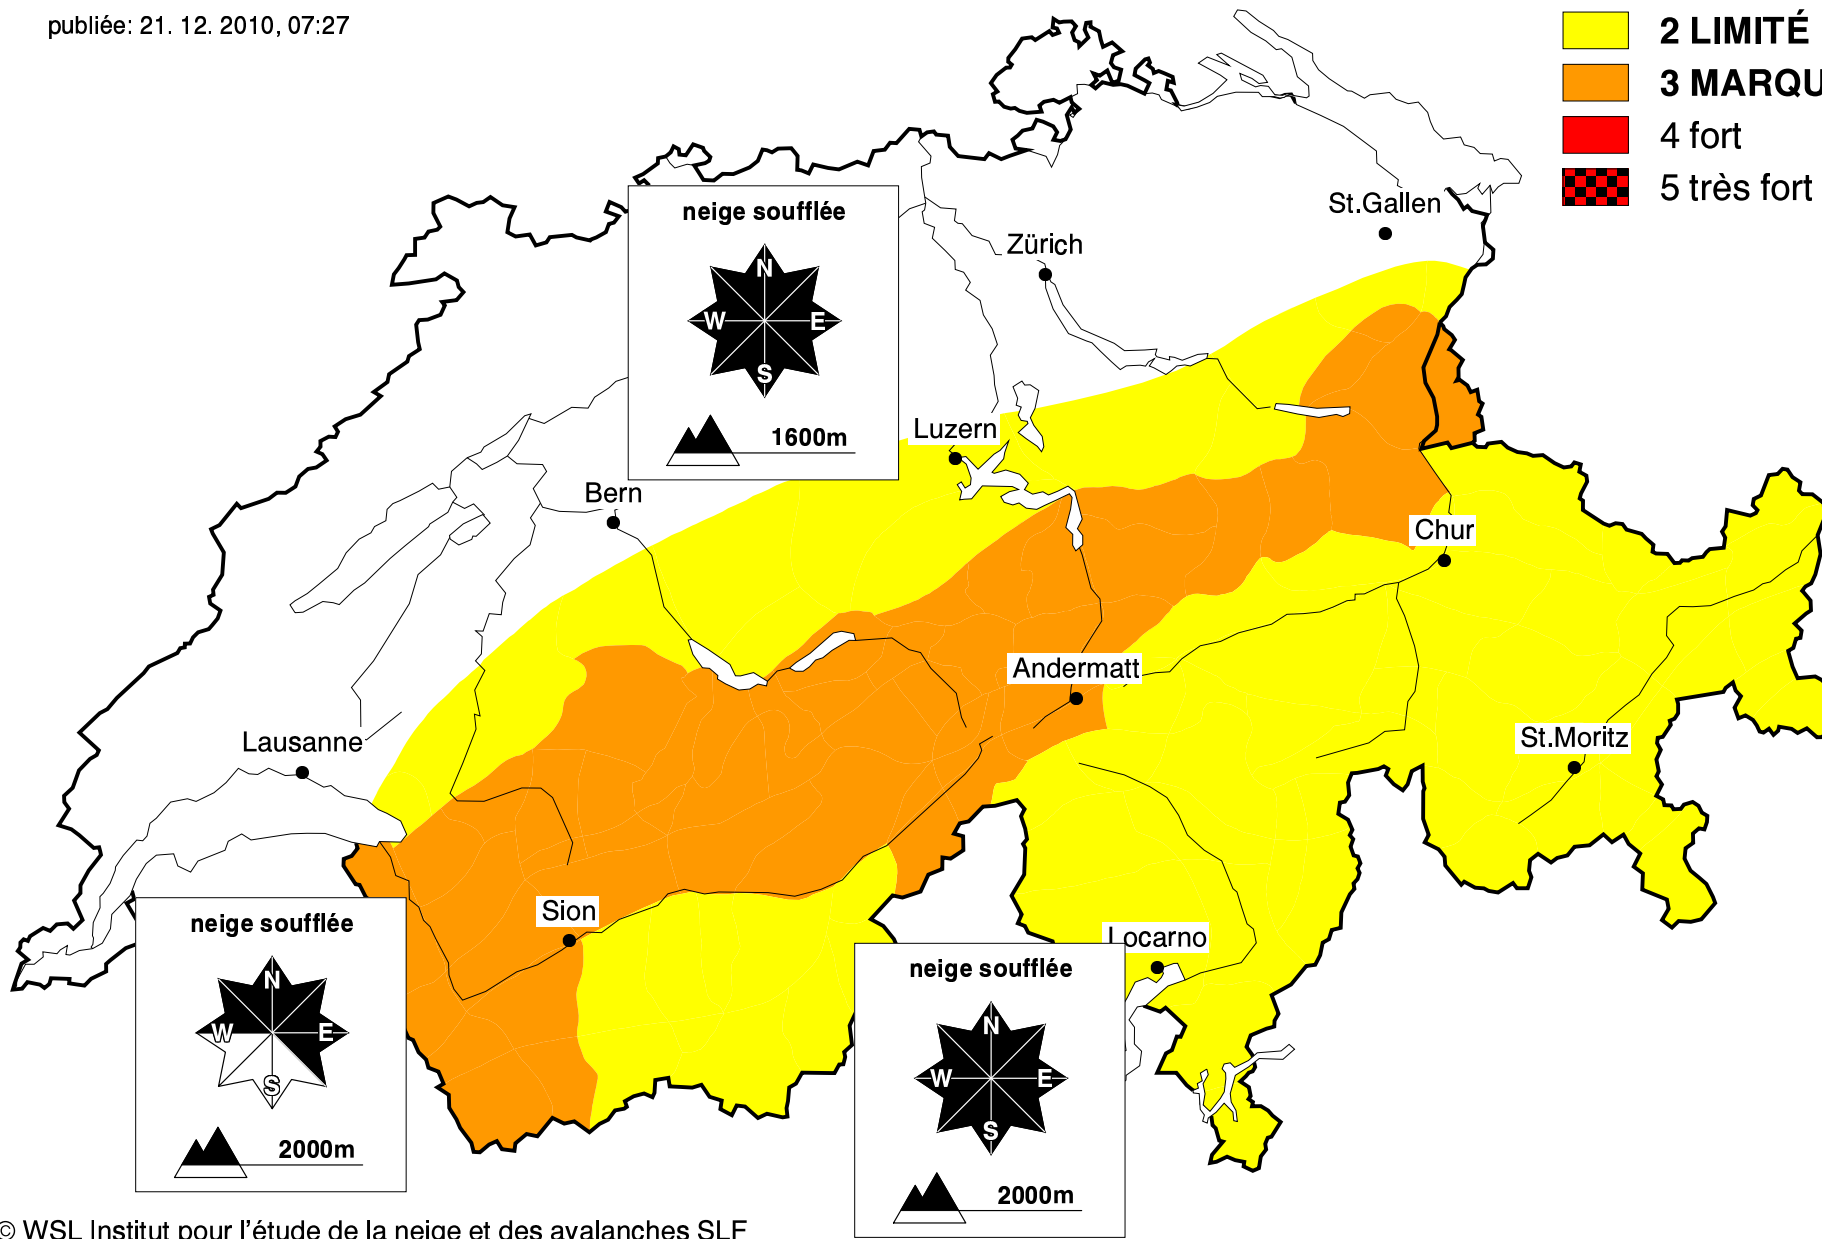 publiée: 21. 12. 2010, 07:27
2 LIMITÉ
3 MARQU
4 fort
5 très fort
St.Gallen
Zürich
neige soufflée
N
W E
S
1600m
Luzern
Bern
Chur
Andermatt
St.Moritz
Lausanne
Sion
Locarno
neige soufflée
N
W E
S
2000m
neige soufflée
N
W E
S
2000m
© WSL Institut pour l'étude de la neige et des avalanches SLF